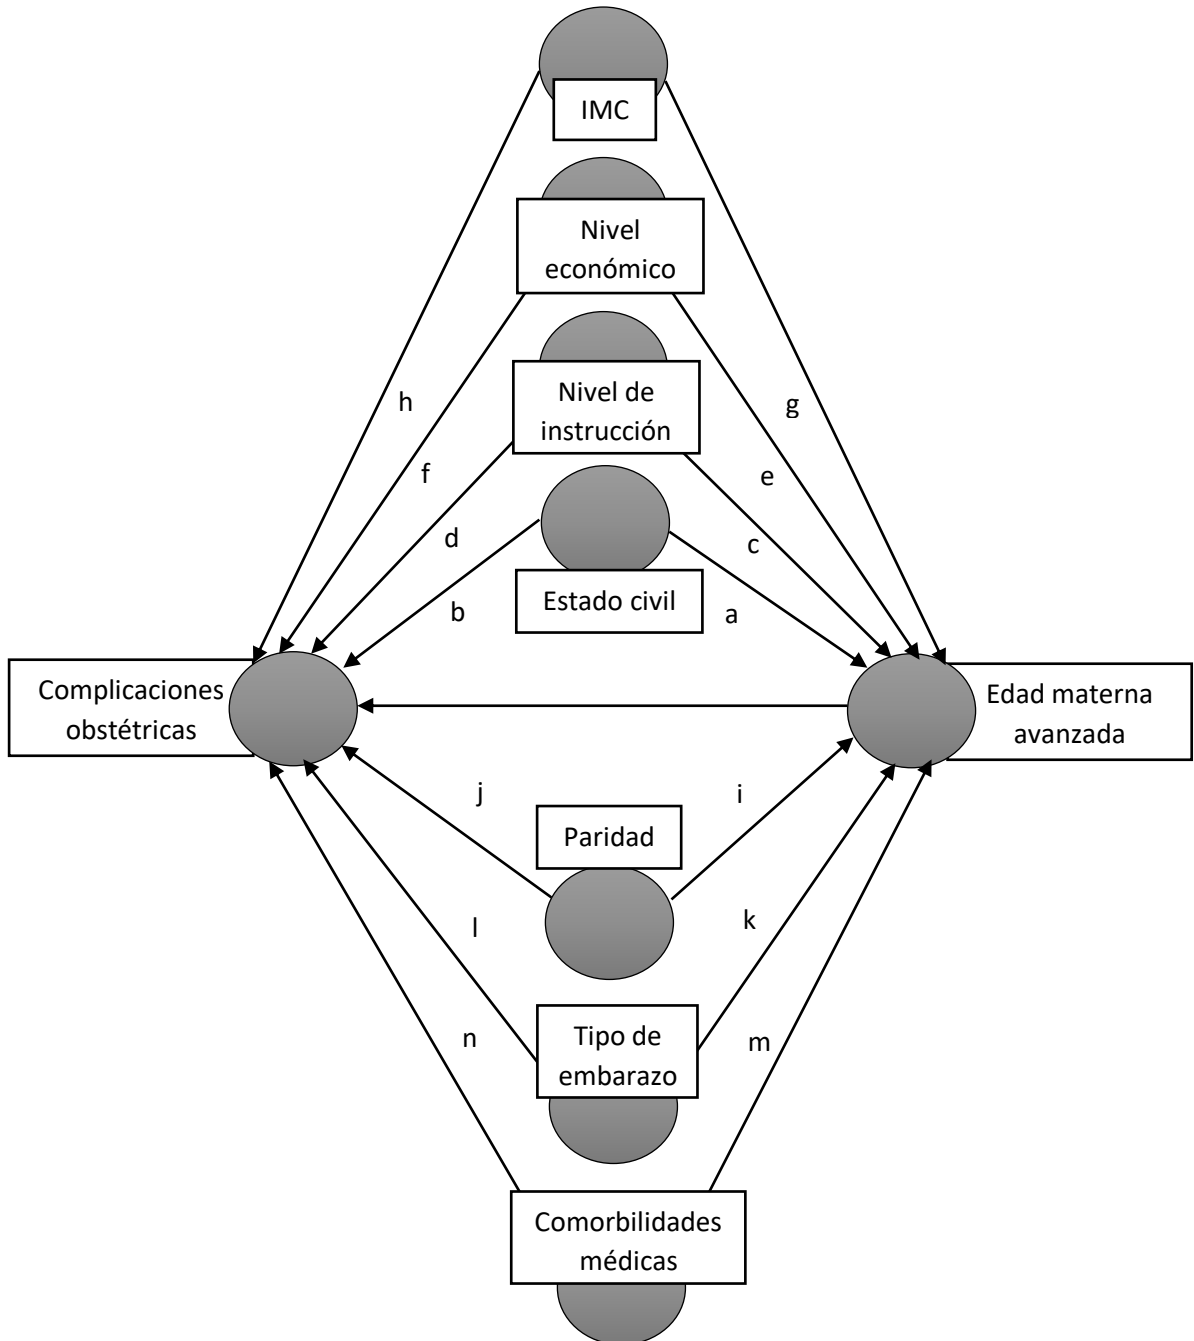 IMC
Nivel
económico
h
Nivel de
instrucción
g
f
e
d
c
b
Estado civil
a
Complicaciones
obstétricas
Edad materna
avanzada
j
i
Paridad
l
k
n
Tipo de
embarazo
m
Comorbilidades
médicas